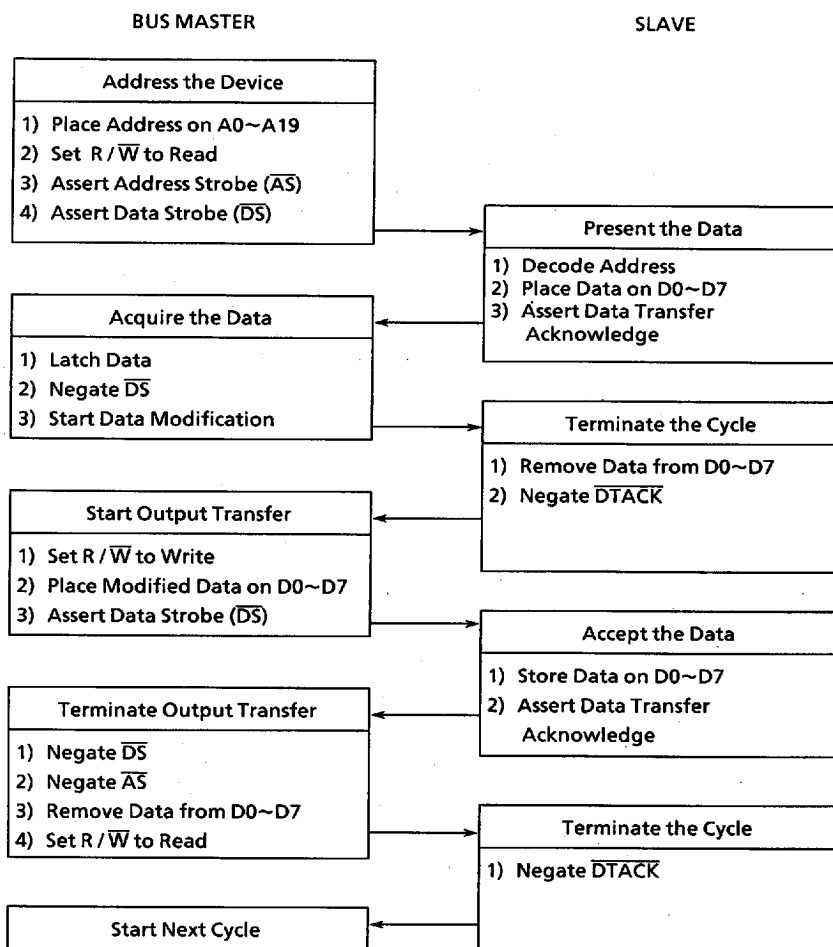 BUS MASTER
SLAVE
Address the Device
1) Place Address on A0~A19
2) Set R / W̅ to Read
3) Assert Address Strobe (A̅S̅)
4) Assert Data Strobe (D̅S̅)
Present the Data
1) Decode Address
2) Place Data on D0~D7
3) Assert Data Transfer
Acknowledge
Acquire the Data
1) Latch Data
2) Negate D̅S̅
3) Start Data Modification
Terminate the Cycle
1) Remove Data from D0~D7
2) Negate D̅T̅A̅C̅K̅
Start Output Transfer
1) Set R / W̅ to Write
2) Place Modified Data on D0~D7
3) Assert Data Strobe (D̅S̅)
Accept the Data
1) Store Data on D0~D7
2) Assert Data Transfer
Acknowledge
Terminate Output Transfer
1) Negate D̅S̅
2) Negate A̅S̅
3) Remove Data from D0~D7
4) Set R / W̅ to Read
Terminate the Cycle
1) Negate D̅T̅A̅C̅K̅
Start Next Cycle